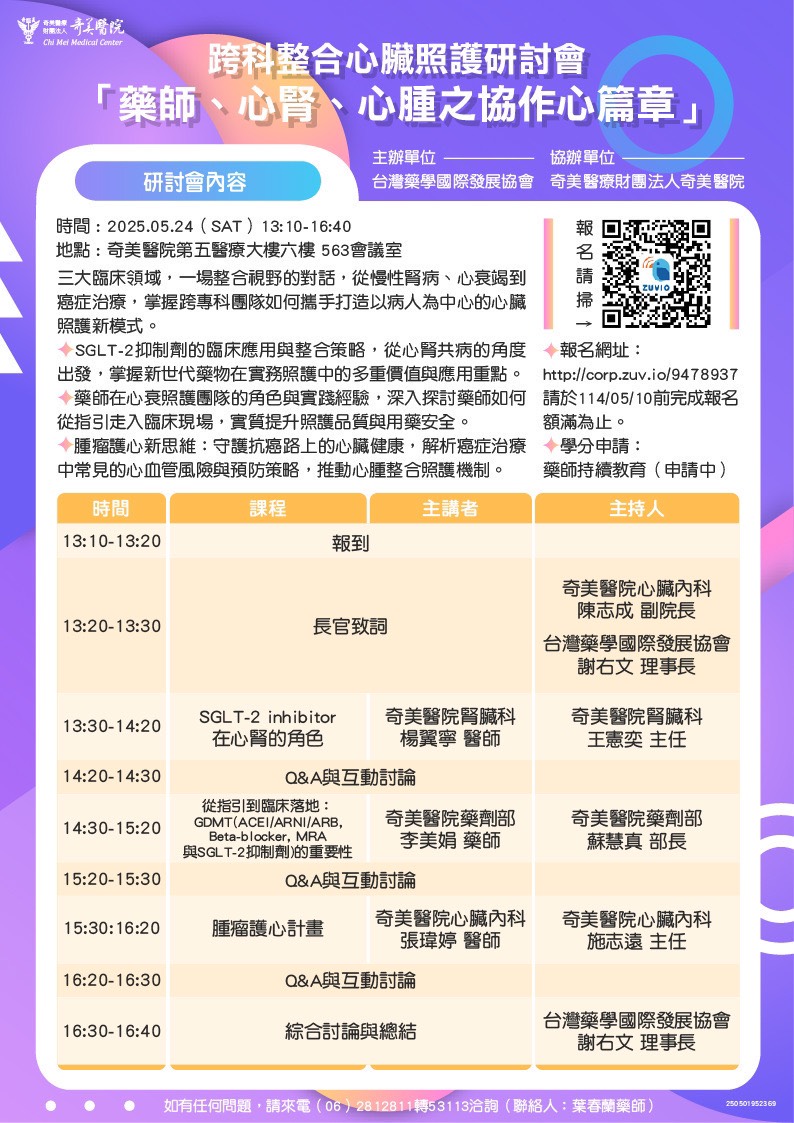 奇美醫療
財團法人 奇美醫院
Chi Mei Medical Center
跨科整合心臟照護研討會
「藥師、心腎、心腫之協作心篇章」
主辦單位
台灣藥學國際發展協會
協辦單位
奇美醫療財團法人奇美醫院
研討會內容
時間：2025.05.24（SAT）13:10-16:40
地點：奇美醫院第五醫療大樓六樓 563會議室
三大臨床領域，一場整合視野的對話，從慢性腎病、心衰竭到
癌症治療，掌握跨專科團隊如何攜手打造以病人為中心的心臟
照護新模式。
SGLT-2抑制劑的臨床應用與整合策略，從心腎共病的角度
出發，掌握新世代藥物在實務照護中的多重價值與應用重點。
藥師在心衰照護團隊的角色與實踐經驗，深入探討藥師如何
從指引走入臨床現場，實質提升照護品質與用藥安全。
腫瘤護心新思維：守護抗癌路上的心臟健康，解析癌症治療
中常見的心血管風險與預防策略，推動心腫整合照護機制。
報名請掃→
ZUVIO
報名網址：
http://corp.zuv.io/9478937
請於114/05/10前完成報名
額滿為止。
學分申請：
藥師持續教育（申請中）
時間 課程 主講者 主持人
13:10-13:20 報到
13:20-13:30 長官致詞
奇美醫院心臟內科
陳志成 副院長
台灣藥學國際發展協會
謝右文 理事長
13:30-14:20
SGLT-2 inhibitor
在心腎的角色
奇美醫院腎臟科
楊翼寧 醫師
奇美醫院腎臟科
王憲奕 主任
14:20-14:30 Q&A與互動討論
14:30-15:20
從指引到臨床落地：
GDMT(ACEI/ARNI/ARB,
Beta-blocker, MRA
與SGLT-2抑制劑)的重要性
奇美醫院藥劑部
李美娟 藥師
奇美醫院藥劑部
蘇慧真 部長
15:20-15:30 Q&A與互動討論
15:30:16:20
腫瘤護心計畫
奇美醫院心臟內科
張瑋婷 醫師
奇美醫院心臟內科
施志遠 主任
16:20-16:30 Q&A與互動討論
16:30-16:40 綜合討論與總結
台灣藥學國際發展協會
謝右文 理事長
如有任何問題，請來電（06）2812811轉53113洽詢（聯絡人：葉春蘭藥師）
250501952369